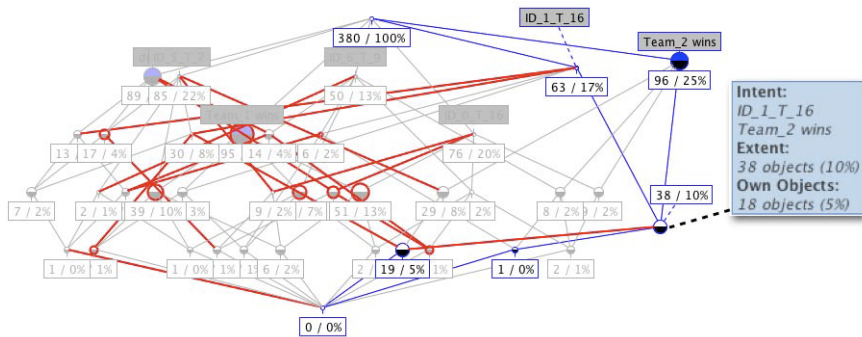 ID_1_T_16
380 / 100%
Team_2 wins
ID_5_T_2
ID_6_T_9
89
85 / 22%
50 / 13%
63 / 17%
96 / 25%
Intent:
ID_1_T_16
Team_2 wins
Extent:
38 objects (10%)
Own Objects:
18 objects (5%)
Team_1 wins
13
17 / 4%
30 / 8%
95
14 / 4%
6 / 2%
76 / 20%
38 / 10%
7 / 2%
2 / 1%
39 / 10%
3%
9 / 2%
7%
51 / 13%
29 / 8%
2%
8 / 2%
/ 2%
1 / 0%
1%
1 / 0%
1%
6 / 2%
2 /
19 / 5%
1%
1 / 0%
2 / 1%
0 / 0%